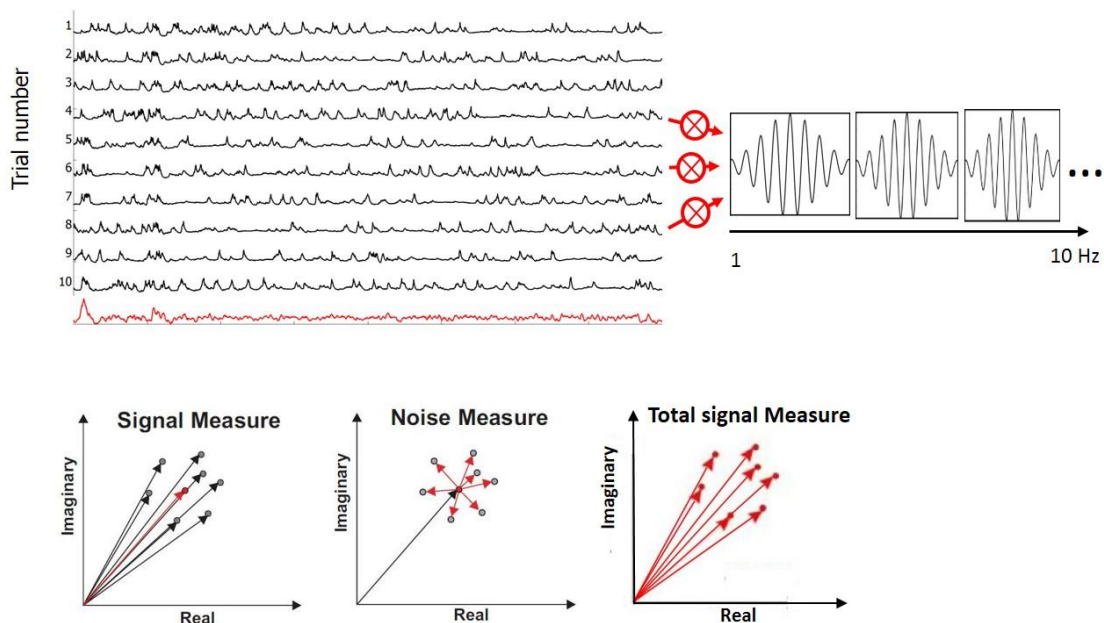 Trial number
1
2
3
4
5
6
7
8
9
10
1
10 Hz
...
Signal Measure
Imaginary
Real
Noise Measure
Imaginary
Real
Total signal Measure
Imaginary
Real